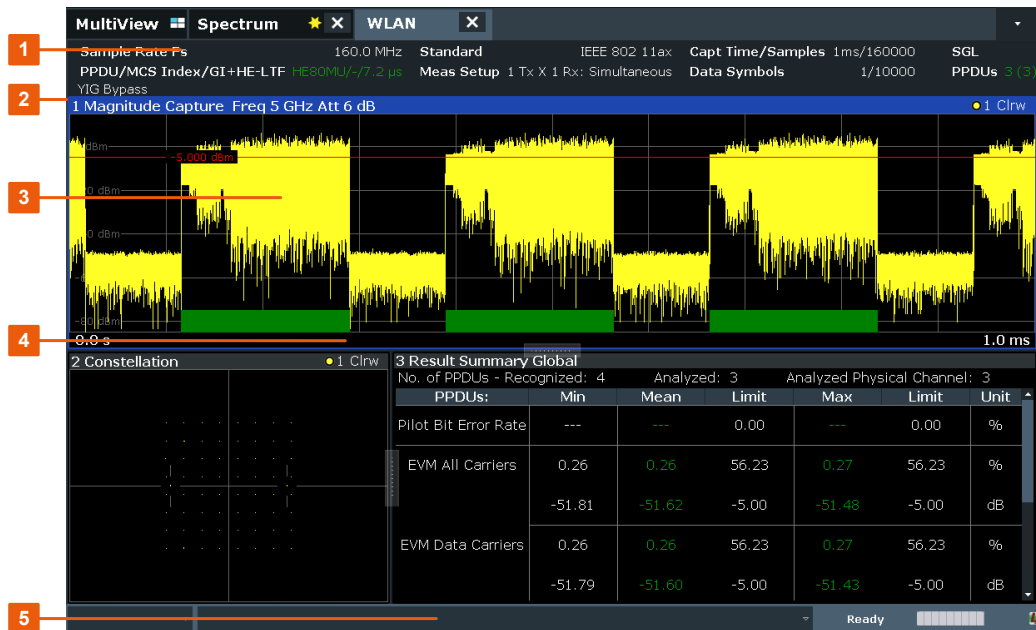 MultiView Spectrum WLAN
1
Sample Rate Fs 160.0 MHz Standard IEEE 802 11ax Capt Time/Samples 1ms/160000 SGL
PPDU/MCS Index/GI+HE-LTF HE80MU/-/7.2 µs Meas Setup 1 Tx X 1 Rx: Simultaneous Data Symbols 1/10000 PPDUs 3 (3)
YIG Bypass
2
1 Magnitude Capture Freq 5 GHz Att 6 dB 1 Clrw
dBm
-5.000 dBm
3
dBm
dBm
-80 dBm
4
0.0 s 1.0 ms
2 Constellation 1 Clrw
3 Result Summary Global
No. of PPDUs - Recognized: 4 Analyzed: 3 Analyzed Physical Channel: 3
PPDUs: Min Mean Limit Max Limit Unit
Pilot Bit Error Rate --- --- 0.00 --- 0.00 %
EVM All Carriers 0.26 0.26 56.23 0.27 56.23 %
-51.81 -51.62 -5.00 -51.48 -5.00 dB
EVM Data Carriers 0.26 0.26 56.23 0.27 56.23 %
-51.79 -51.60 -5.00 -51.43 -5.00 dB
5
Ready